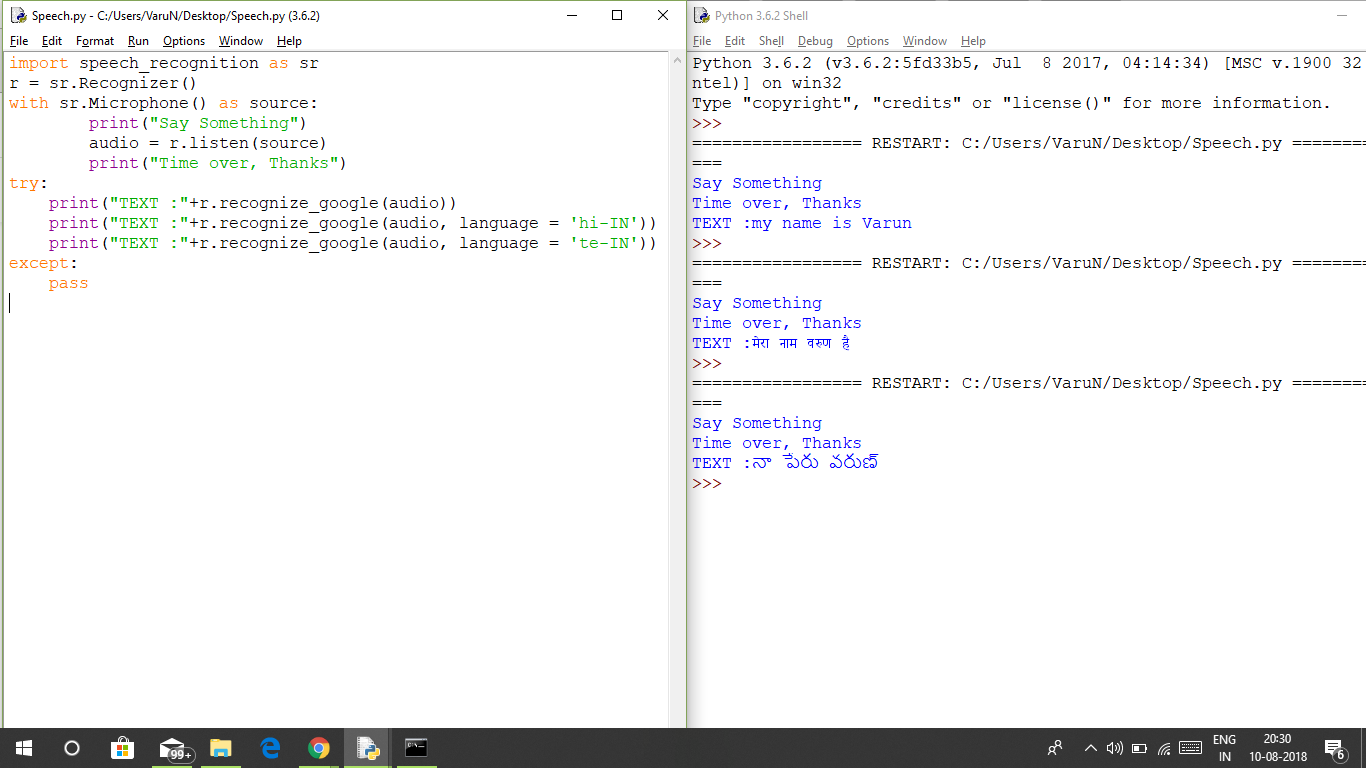 Speech.py - C:/Users/VaruN/Desktop/Speech.py (3.6.2)
File Edit Format Run Options Window Help
import speech_recognition as sr
r = sr.Recognizer()
with sr.Microphone() as source:
        print("Say Something")
        audio = r.listen(source)
        print("Time over, Thanks")
try:
    print("TEXT :"+r.recognize_google(audio))
    print("TEXT :"+r.recognize_google(audio, language = 'hi-IN'))
    print("TEXT :"+r.recognize_google(audio, language = 'te-IN'))
except:
    pass
Python 3.6.2 Shell
File Edit Shell Debug Options Window Help
Python 3.6.2 (v3.6.2:5fd33b5, Jul  8 2017, 04:14:34) [MSC v.1900 32
ntel)] on win32
Type "copyright", "credits" or "license()" for more information.
>>>
================= RESTART: C:/Users/VaruN/Desktop/Speech.py ========
===
Say Something
Time over, Thanks
TEXT :my name is Varun
>>>
================= RESTART: C:/Users/VaruN/Desktop/Speech.py ========
===
Say Something
Time over, Thanks
TEXT :मेरा नाम वरुण है
>>>
================= RESTART: C:/Users/VaruN/Desktop/Speech.py ========
===
Say Something
Time over, Thanks
TEXT :నా పేరు వరుణ్
>>>
99+
ENG
IN
20:30
10-08-2018
6